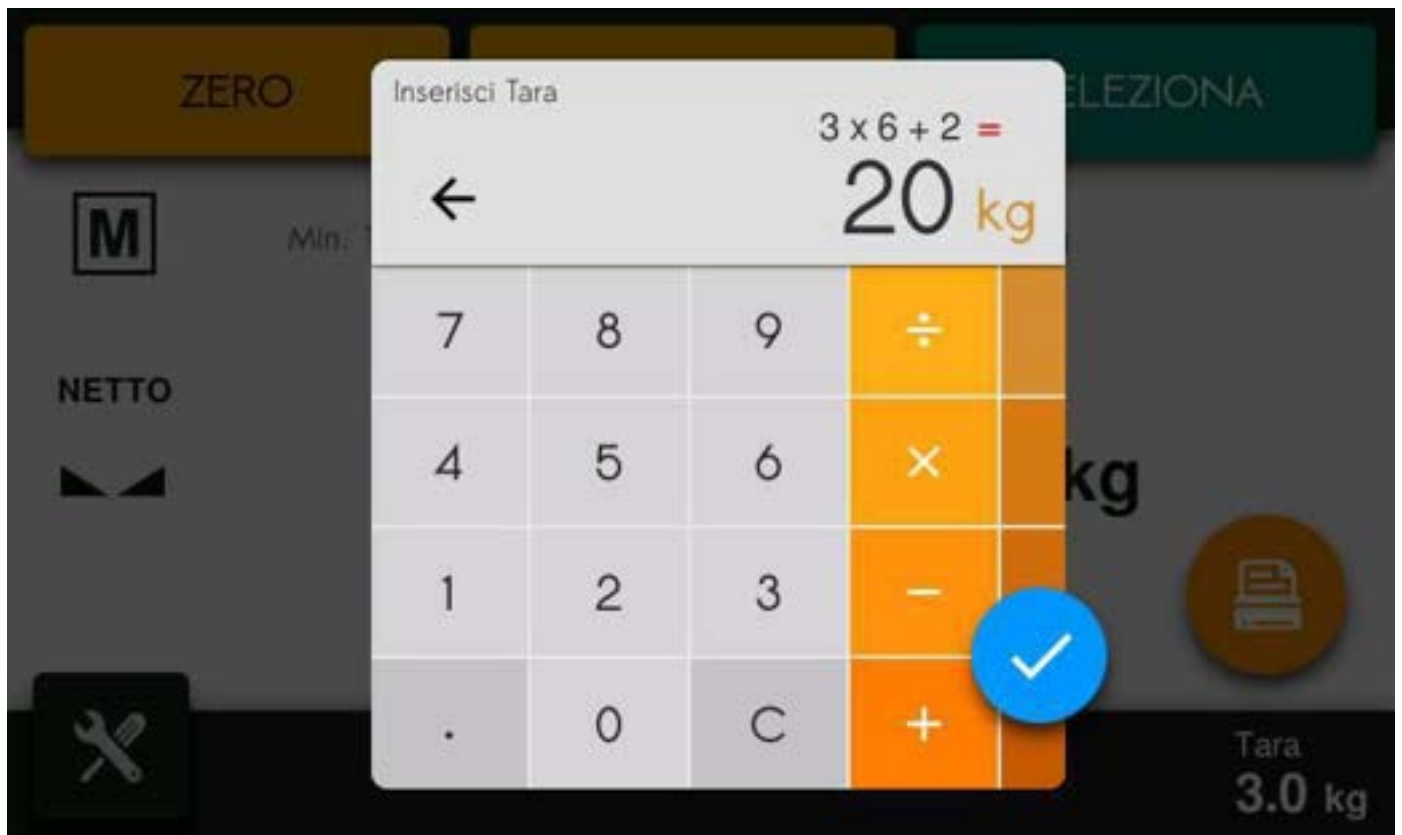 ZERO
ELEZIONA
Inserisci Tara
3 x 6 + 2 =
20 kg
M
Min:
7 8 9 ÷
NETTO
4 5 6 ×
kg
1 2 3 −
. 0 C +
Tara
3.0 kg